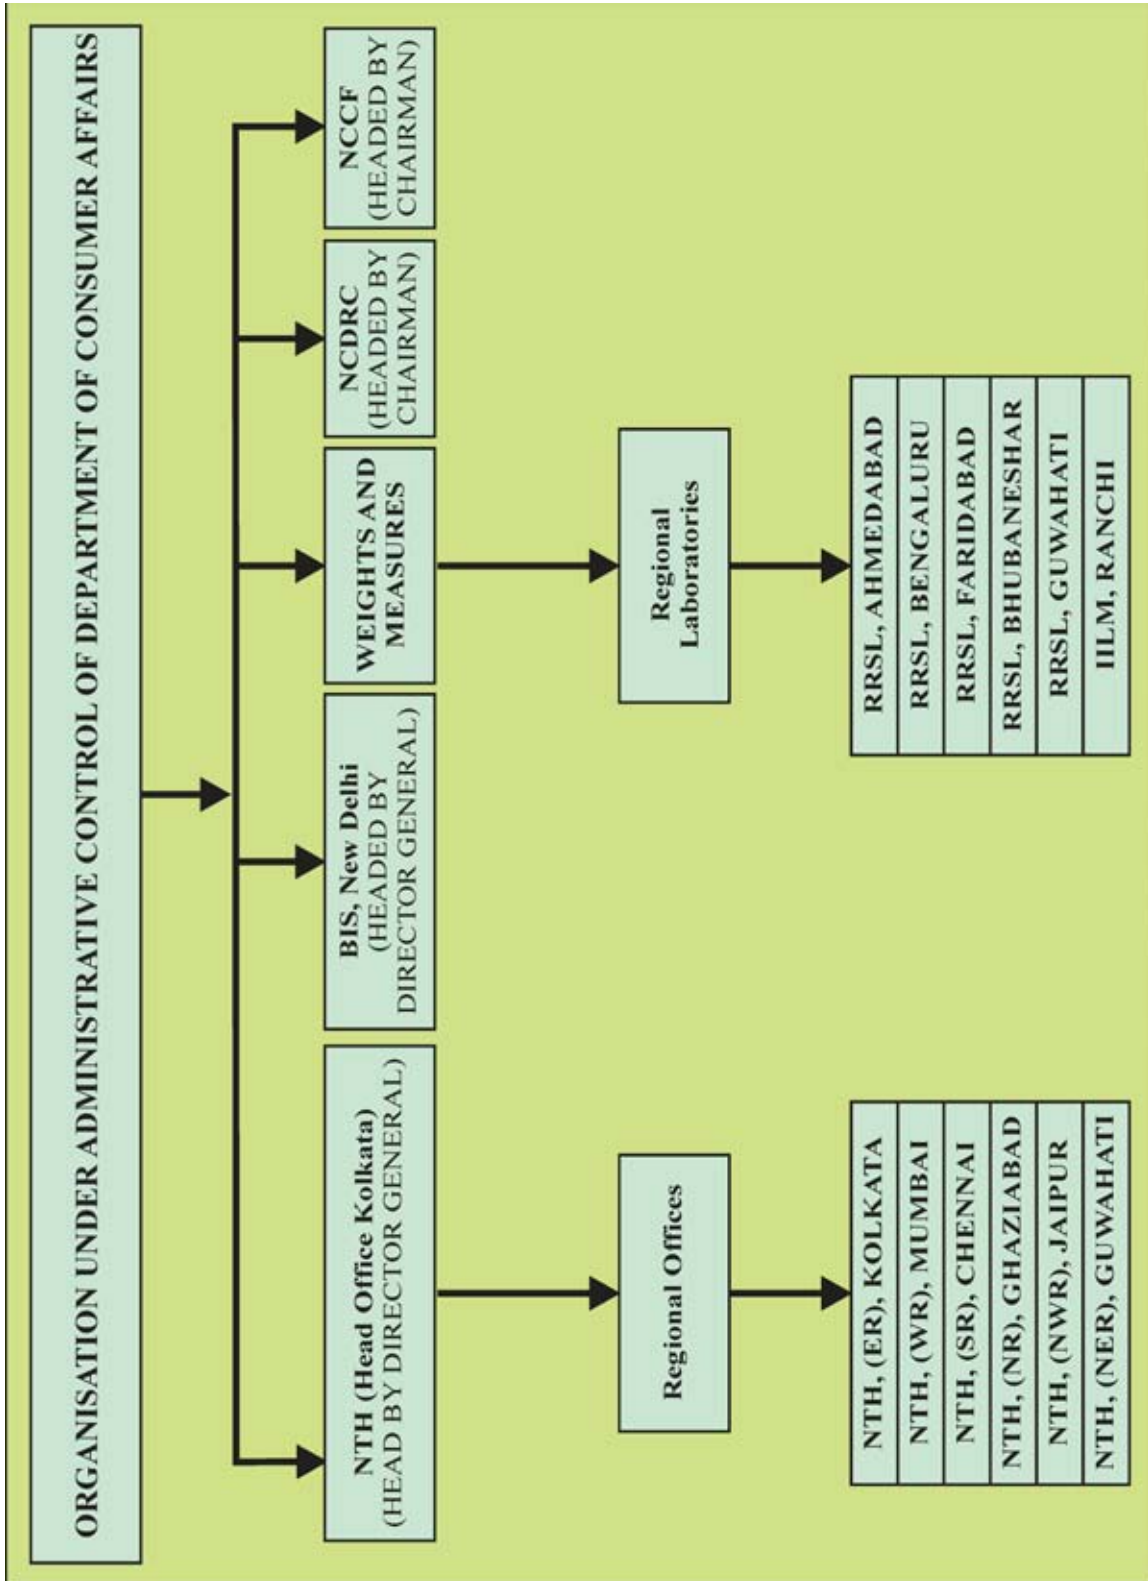 ORGANISATION UNDER ADMINISTRATIVE CONTROL OF DEPARTMENT OF CONSUMER AFFAIRS
NTH (Head Office Kolkata)
(HEAD BY DIRECTOR GENERAL)
BIS, New Delhi
(HEADED BY
DIRECTOR GENERAL)
WEIGHTS AND
MEASURES
NCDRC
(HEADED BY
CHAIRMAN)
NCCF
(HEADED BY
CHAIRMAN)
Regional Offices
Regional
Laboratories
NTH, (ER), KOLKATA
NTH, (WR), MUMBAI
NTH, (SR), CHENNAI
NTH, (NR), GHAZIABAD
NTH, (NWR), JAIPUR
NTH, (NER), GUWAHATI
RRSL, AHMEDABAD
RRSL, BENGALURU
RRSL, FARIDABAD
RRSL, BHUBANESHAR
RRSL, GUWAHATI
IILM, RANCHI